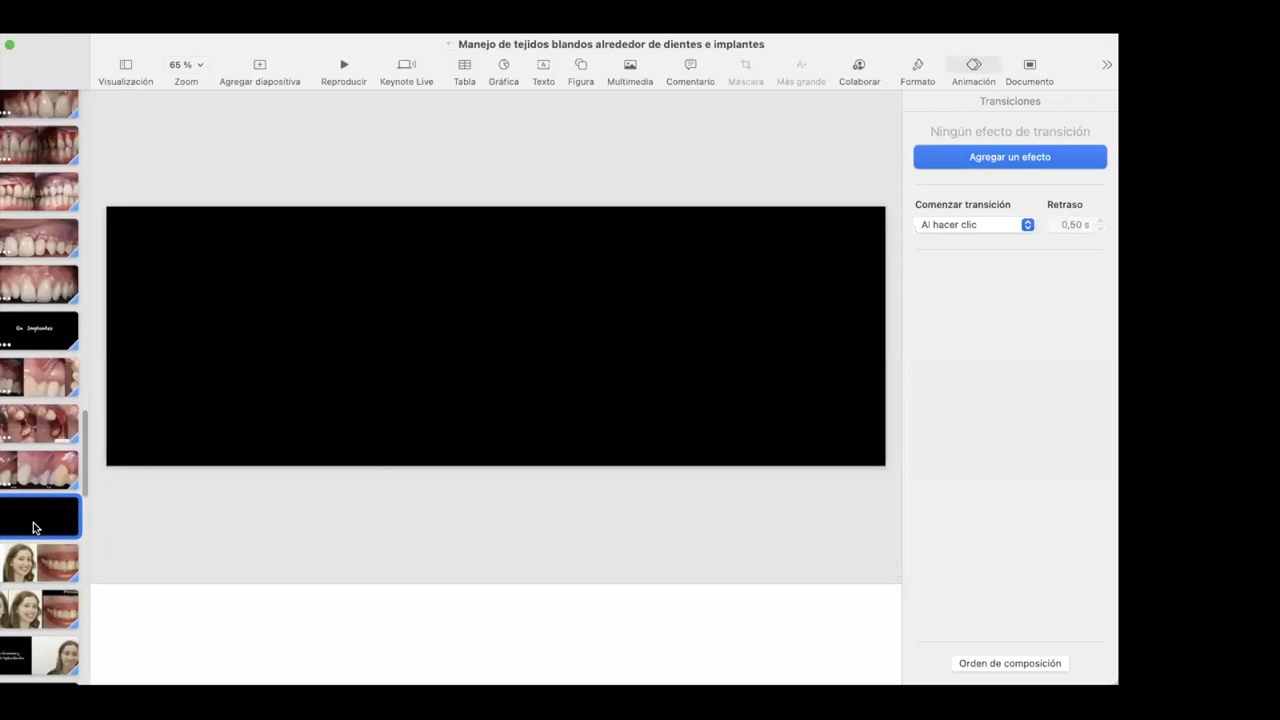 Manejo de tejidos blandos alrededor de dientes e implantes
65 %
Visualización
Zoom
Agregar diapositiva
Reproducir
Keynote Live
Tabla
Gráfica
Texto
Figura
Multimedia
Comentario
Máscara
Más grande
Colaborar
Formato
Animación
Documento
Transiciones
Ningún efecto de transición
Agregar un efecto
Comenzar transición
Retraso
Al hacer clic
0,50 s
En Implantes
Orden de composición